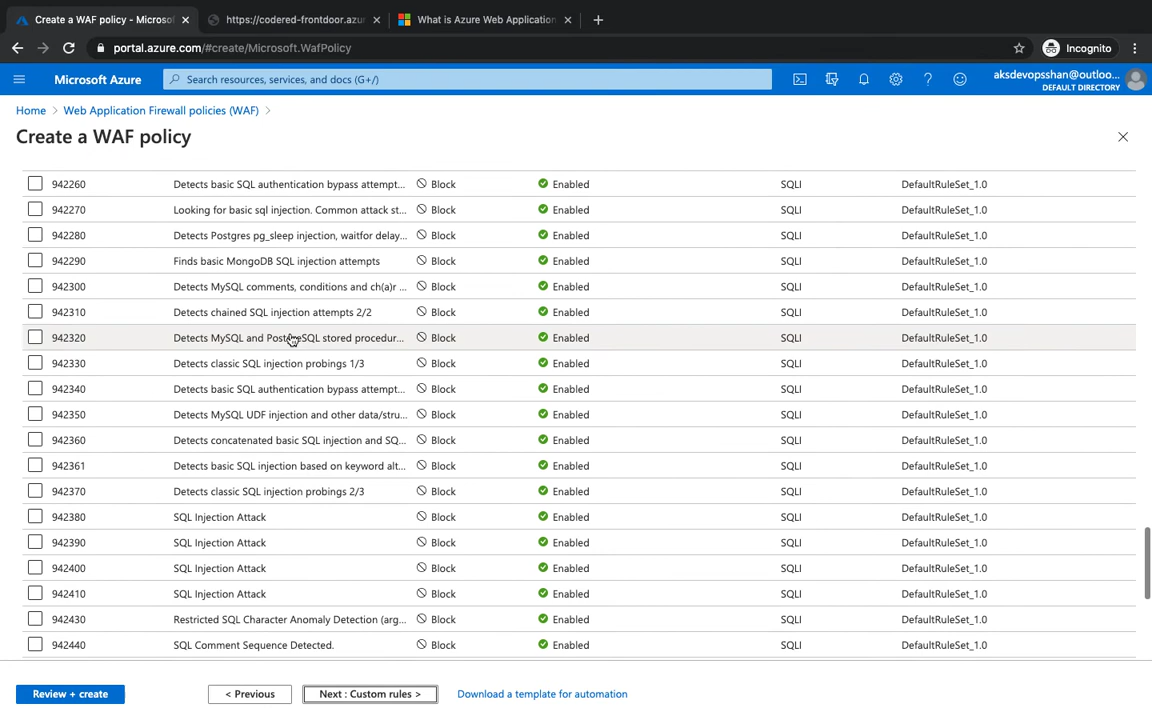 Create a WAF policy - Microsof
https://codered-frontdoor.azur
What is Azure Web Application
portal.azure.com/#create/Microsoft.WafPolicy
Incognito
Microsoft Azure
Search resources, services, and docs (G+/)
aksdevopsshan@outloo...
DEFAULT DIRECTORY
Home > Web Application Firewall policies (WAF) >
Create a WAF policy
942260 Detects basic SQL authentication bypass attempt... Block Enabled SQLI DefaultRuleSet_1.0
942270 Looking for basic sql injection. Common attack st... Block Enabled SQLI DefaultRuleSet_1.0
942280 Detects Postgres pg_sleep injection, waitfor delay... Block Enabled SQLI DefaultRuleSet_1.0
942290 Finds basic MongoDB SQL injection attempts Block Enabled SQLI DefaultRuleSet_1.0
942300 Detects MySQL comments, conditions and ch(a)r ... Block Enabled SQLI DefaultRuleSet_1.0
942310 Detects chained SQL injection attempts 2/2 Block Enabled SQLI DefaultRuleSet_1.0
942320 Detects MySQL and PostgreSQL stored procedur... Block Enabled SQLI DefaultRuleSet_1.0
942330 Detects classic SQL injection probings 1/3 Block Enabled SQLI DefaultRuleSet_1.0
942340 Detects basic SQL authentication bypass attempt... Block Enabled SQLI DefaultRuleSet_1.0
942350 Detects MySQL UDF injection and other data/stru... Block Enabled SQLI DefaultRuleSet_1.0
942360 Detects concatenated basic SQL injection and SQ... Block Enabled SQLI DefaultRuleSet_1.0
942361 Detects basic SQL injection based on keyword alt... Block Enabled SQLI DefaultRuleSet_1.0
942370 Detects classic SQL injection probings 2/3 Block Enabled SQLI DefaultRuleSet_1.0
942380 SQL Injection Attack Block Enabled SQLI DefaultRuleSet_1.0
942390 SQL Injection Attack Block Enabled SQLI DefaultRuleSet_1.0
942400 SQL Injection Attack Block Enabled SQLI DefaultRuleSet_1.0
942410 SQL Injection Attack Block Enabled SQLI DefaultRuleSet_1.0
942430 Restricted SQL Character Anomaly Detection (arg... Block Enabled SQLI DefaultRuleSet_1.0
942440 SQL Comment Sequence Detected. Block Enabled SQLI DefaultRuleSet_1.0
Review + create < Previous Next : Custom rules > Download a template for automation